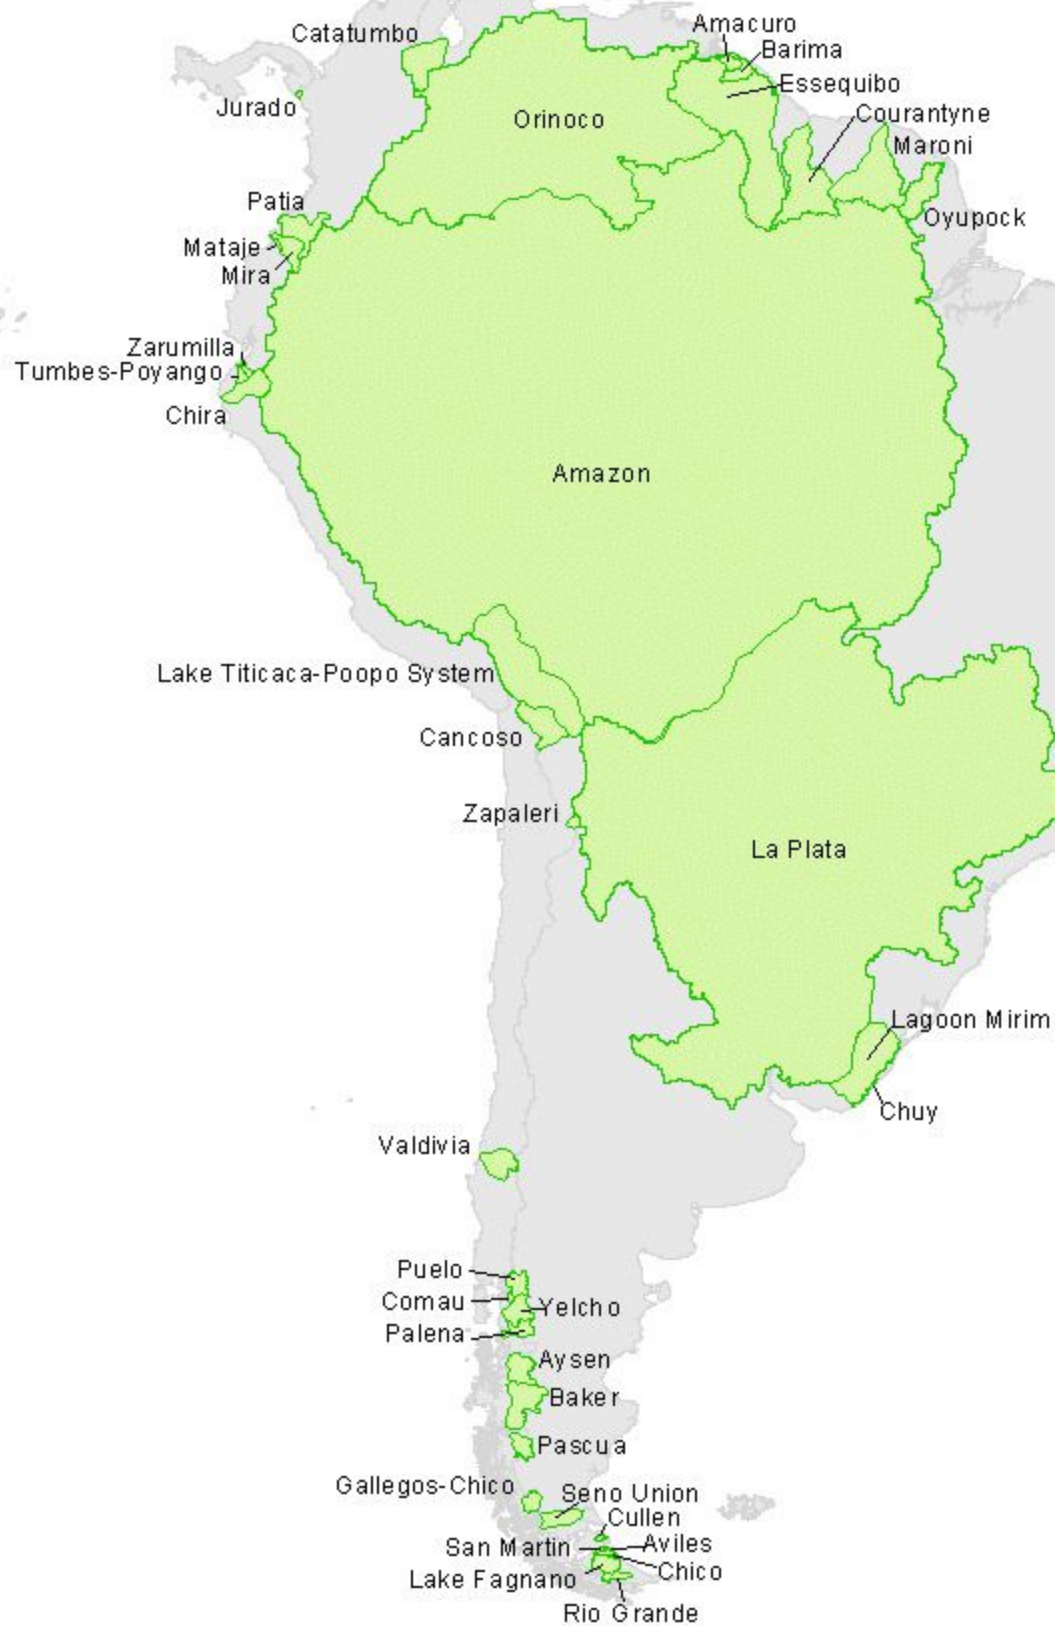 Amacuro
Catatumbo
Barima
Essequibo
Jurado
Courantyne
Orinoco
Maroni
Patia
Oyupock
Mataje
Mira
Zarumilla
Tumbes-Poyango
Chira
Amazon
Lake Titicaca-Poopo System
Cancoso
Zapaleri
La Plata
Lagoon Mirim
Chuy
Valdivia
Puelo
Comau
Yelcho
Palena
Aysen
Baker
Pascua
Gallegos-Chico
Seno Union
Cullen
San Martin
Aviles
Chico
Lake Fagnano
Rio Grande